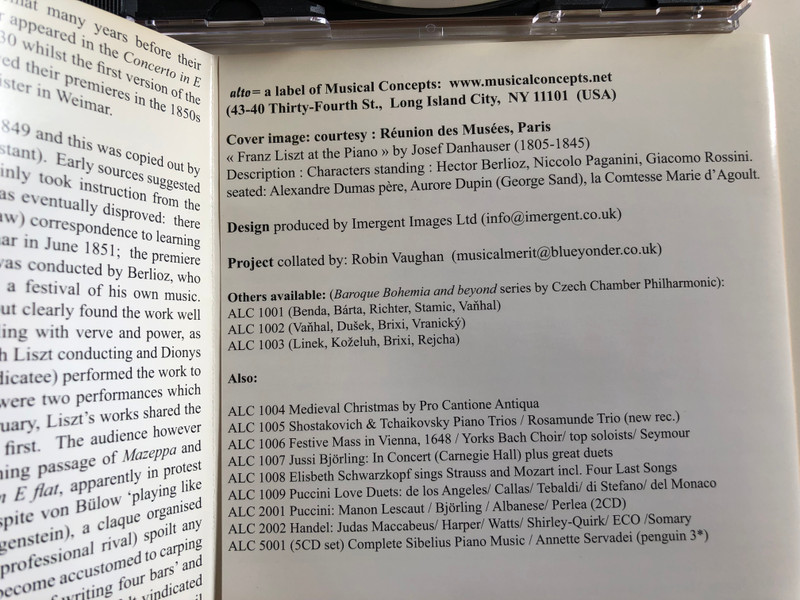 that many years before their
appeared in the Concerto in E
30 whilst the first version of the
ed their premieres in the 1850s
ister in Weimar.
849 and this was copied out by
stant). Early sources suggested
inly took instruction from the
as eventually disproved: there
aw) correspondence to learning
ar in June 1851; the premiere
was conducted by Berlioz, who
a festival of his own music.
ut clearly found the work well
ling with verve and power, as
h Liszt conducting and Dionys
dicatee) performed the work to
were two performances which
uary, Liszt's works shared the
first. The audience however
ning passage of Mazeppa and
n E flat, apparently in protest
spite von Bülow 'playing like
genstein), a claque organised
professional rival) spoilt any
become accustomed to carping
f writing four bars' and
vindicated
alto= a label of Musical Concepts: www.musicalconcepts.net
(43-40 Thirty-Fourth St., Long Island City, NY 11101 (USA)
Cover image: courtesy : Réunion des Musées, Paris
« Franz Liszt at the Piano » by Josef Danhauser (1805-1845)
Description : Characters standing : Hector Berlioz, Niccolo Paganini, Giacomo Rossini.
seated: Alexandre Dumas père, Aurore Dupin (George Sand), la Comtesse Marie d'Agoult.
Design produced by Imergent Images Ltd (info@imergent.co.uk)
Project collated by: Robin Vaughan (musicalmerit@blueyonder.co.uk)
Others available: (Baroque Bohemia and beyond series by Czech Chamber Philharmonic):
ALC 1001 (Benda, Bárta, Richter, Stamic, Vaňhal)
ALC 1002 (Vaňhal, Dušek, Brixi, Vranický)
ALC 1003 (Linek, Koželuh, Brixi, Rejcha)
Also:
ALC 1004 Medieval Christmas by Pro Cantione Antiqua
ALC 1005 Shostakovich & Tchaikovsky Piano Trios / Rosamunde Trio (new rec.)
ALC 1006 Festive Mass in Vienna, 1648 / Yorks Bach Choir/ top soloists/ Seymour
ALC 1007 Jussi Björling: In Concert (Carnegie Hall) plus great duets
ALC 1008 Elisbeth Schwarzkopf sings Strauss and Mozart incl. Four Last Songs
ALC 1009 Puccini Love Duets: de los Angeles/ Callas/ Tebaldi/ di Stefano/ del Monaco
ALC 2001 Puccini: Manon Lescaut / Björling / Albanese/ Perlea (2CD)
ALC 2002 Handel: Judas Maccabeus/ Harper/ Watts/ Shirley-Quirk/ ECO /Somary
ALC 5001 (5CD set) Complete Sibelius Piano Music / Annette Servadei (penguin 3*)